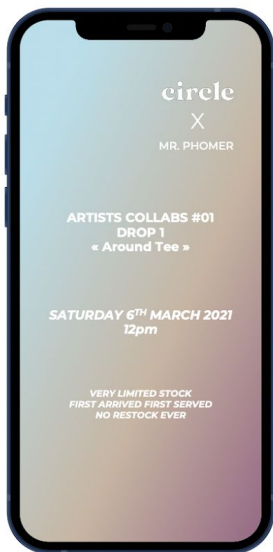 circle
X
MR. PHOMER
ARTISTS COLLABS #01
DROP 1
« Around Tee »
SATURDAY 6TH MARCH 2021
12pm
VERY LIMITED STOCK
FIRST ARRIVED FIRST SERVED
NO RESTOCK EVER